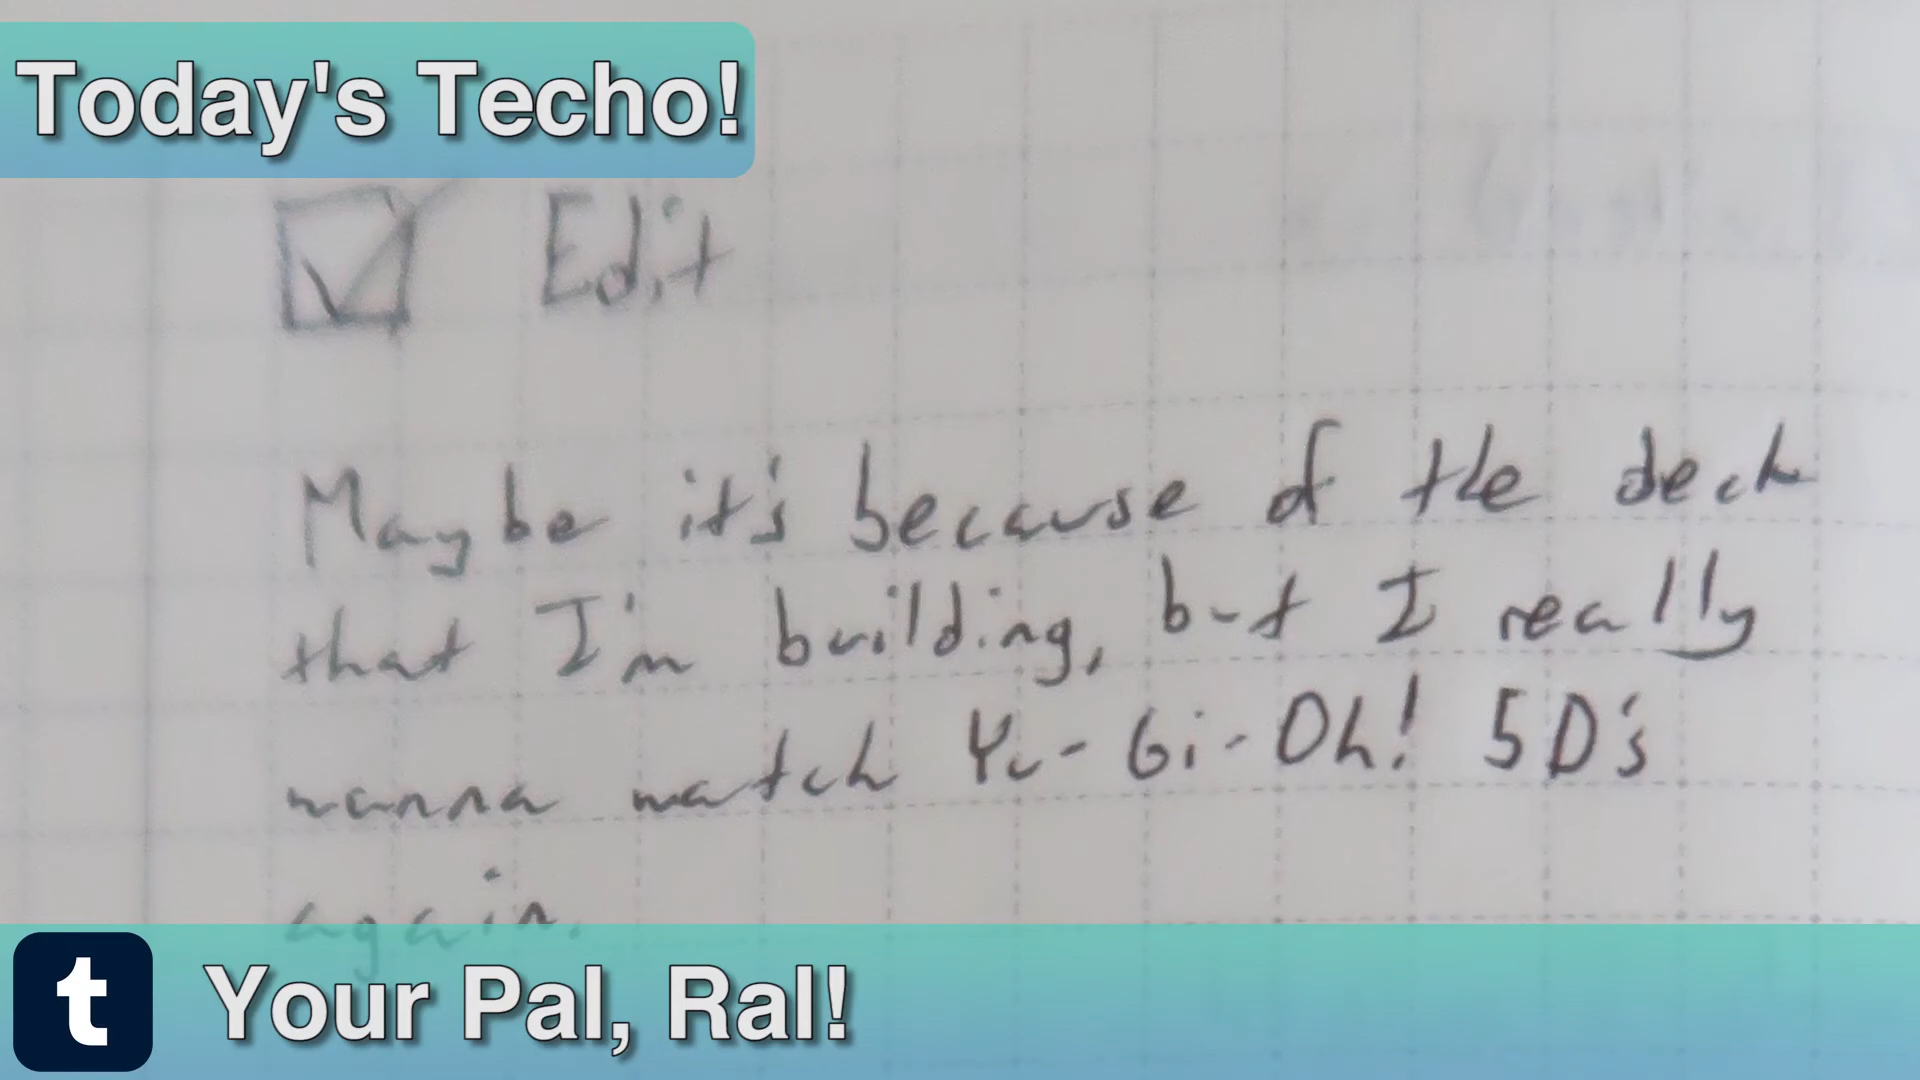 Today's Techo!
Edit
Maybe it's because of the deck
that I'm building, but I really
wanna watch Yu-Gi-Oh! 5D's
again.
t Your Pal, Ral!